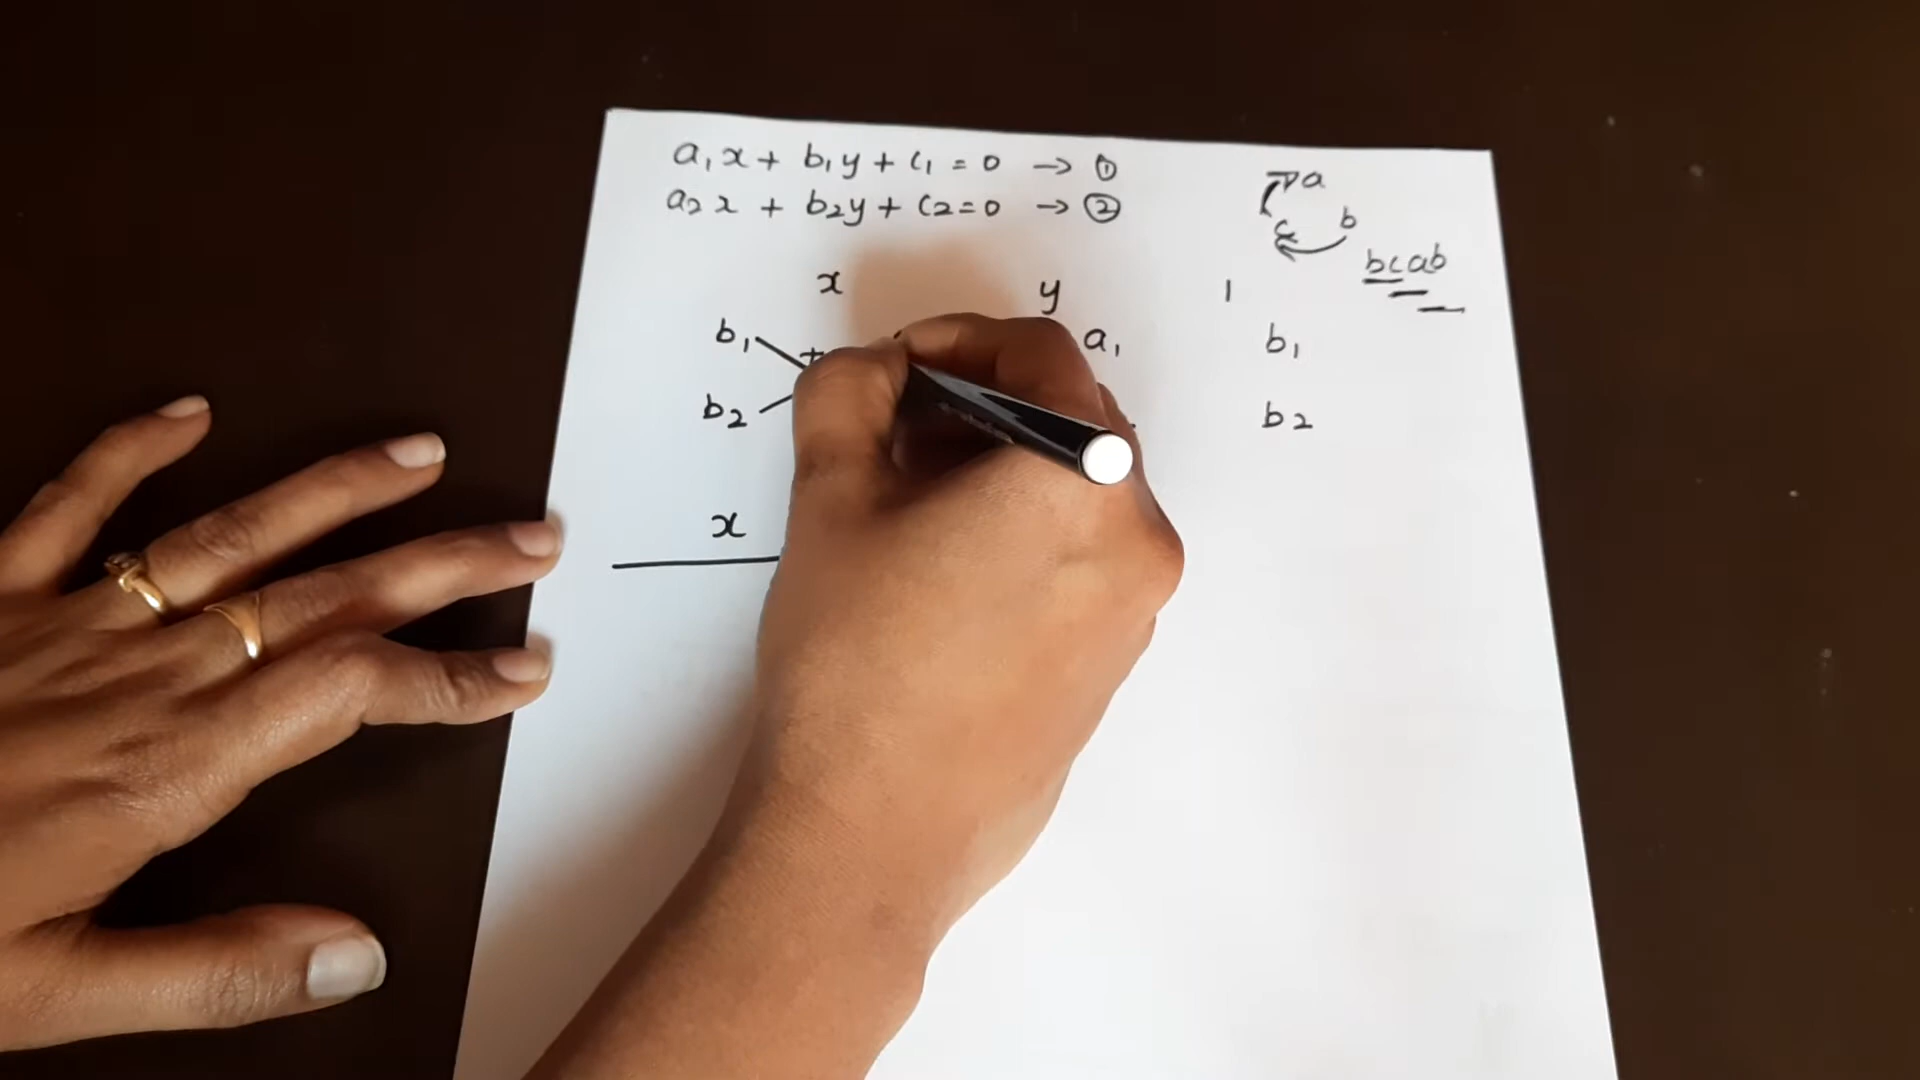 a₁x + b₁y + c₁ = 0 → ①
a₂x + b₂y + c₂ = 0 → ②
a
c b
bcab
x y 1
b₁ + a₁ b₁
b₂ b₂
x